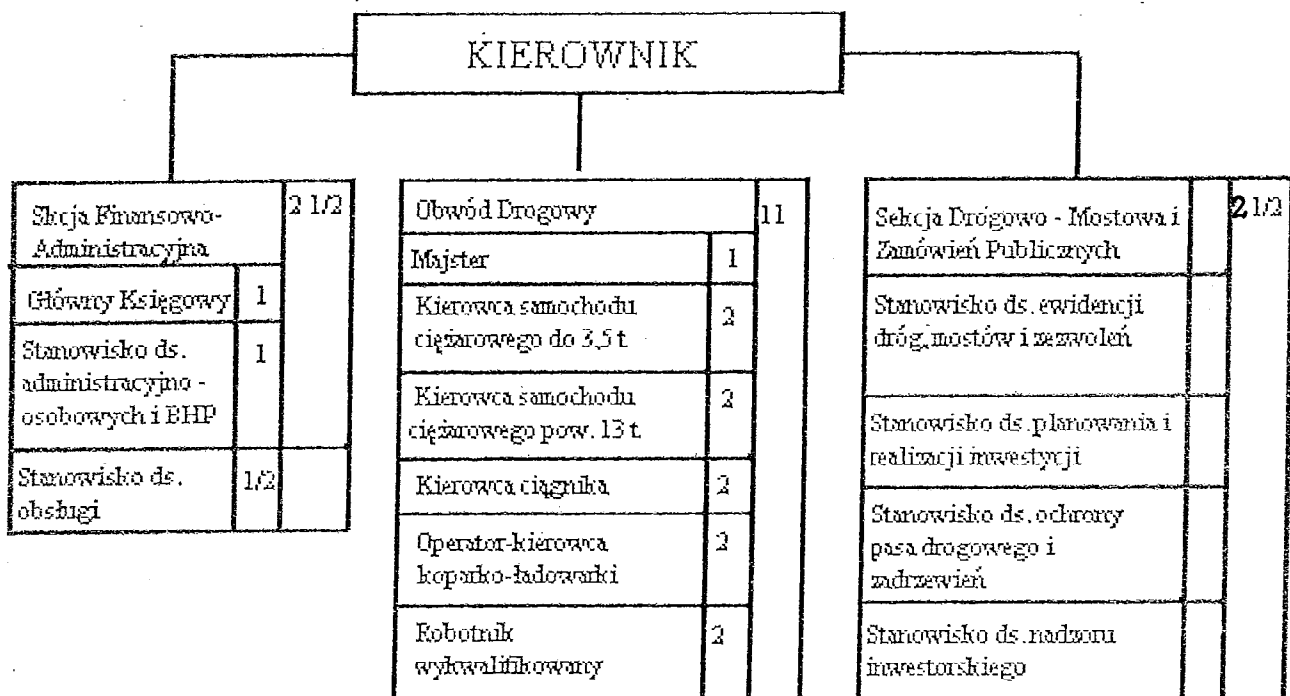 KIEROWNIK
Skcja Finansowo-
Administracyjna
2 1/2
Główny Księgowy 1
Stanowisko ds.
administracyjno -
osobowych i BHP
1
Stanowisko ds.
obsługi
1/2
Obwód Drogowy
11
Majster 1
Kierowca samochodu
ciężarowego do 3,5 t
2
Kierowca samochodu
ciężarowego pow. 13 t
2
Kierowca ciągnika 2
Operator-kierowca
koparko-ładowarki
2
Robotnik
wykwalifikowany
2
Sekcja Drogowo - Mostowa i
Zamówień Publicznych
2 1/2
Stanowisko ds. ewidencji
dróg, mostów i zezwoleń
Stanowisko ds. planowania i
realizacji inwestycji
Stanowisko ds. ochrony
pasa drogowego i
zadrzewień
Stanowisko ds. nadzoru
inwestorskiego